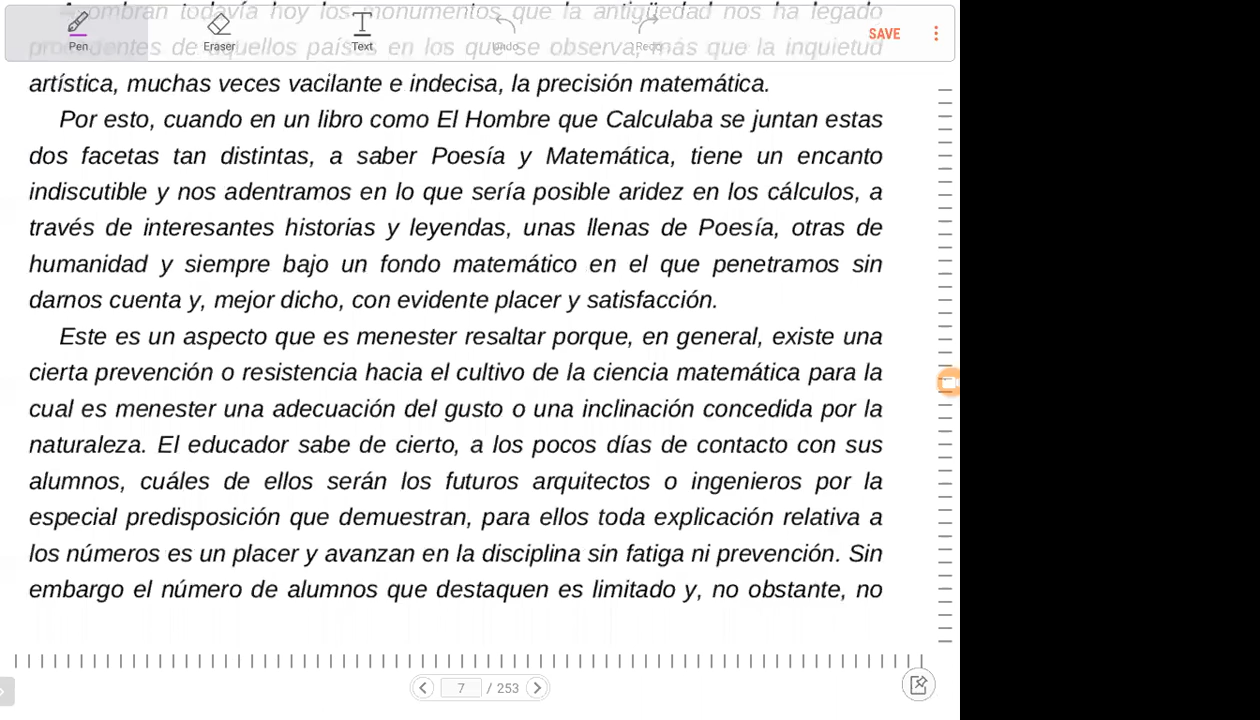 Asombran todavía hoy los monumentos que la antigüedad nos ha legado
procedentes de aquellos países en los que se observa, más que la inquietud
Pen
Eraser
Text
Undo
Redo
SAVE
artística, muchas veces vacilante e indecisa, la precisión matemática.
Por esto, cuando en un libro como El Hombre que Calculaba se juntan estas
dos facetas tan distintas, a saber Poesía y Matemática, tiene un encanto
indiscutible y nos adentramos en lo que sería posible aridez en los cálculos, a
través de interesantes historias y leyendas, unas llenas de Poesía, otras de
humanidad y siempre bajo un fondo matemático en el que penetramos sin
darnos cuenta y, mejor dicho, con evidente placer y satisfacción.
Este es un aspecto que es menester resaltar porque, en general, existe una
cierta prevención o resistencia hacia el cultivo de la ciencia matemática para la
cual es menester una adecuación del gusto o una inclinación concedida por la
naturaleza. El educador sabe de cierto, a los pocos días de contacto con sus
alumnos, cuáles de ellos serán los futuros arquitectos o ingenieros por la
especial predisposición que demuestran, para ellos toda explicación relativa a
los números es un placer y avanzan en la disciplina sin fatiga ni prevención. Sin
embargo el número de alumnos que destaquen es limitado y, no obstante, no
7 / 253